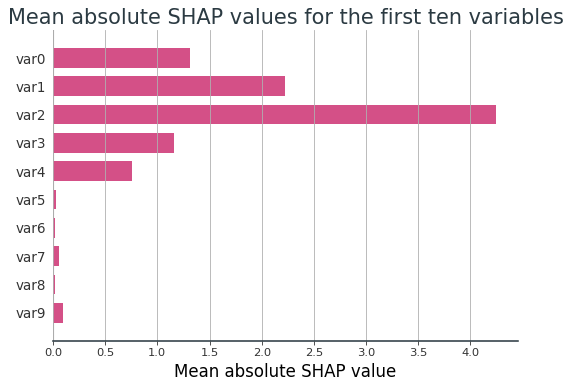 Mean absolute SHAP values for the first ten variables
var0
var1
var2
var3
var4
var5
var6
var7
var8
var9
0.0 0.5 1.0 1.5 2.0 2.5 3.0 3.5 4.0
Mean absolute SHAP value